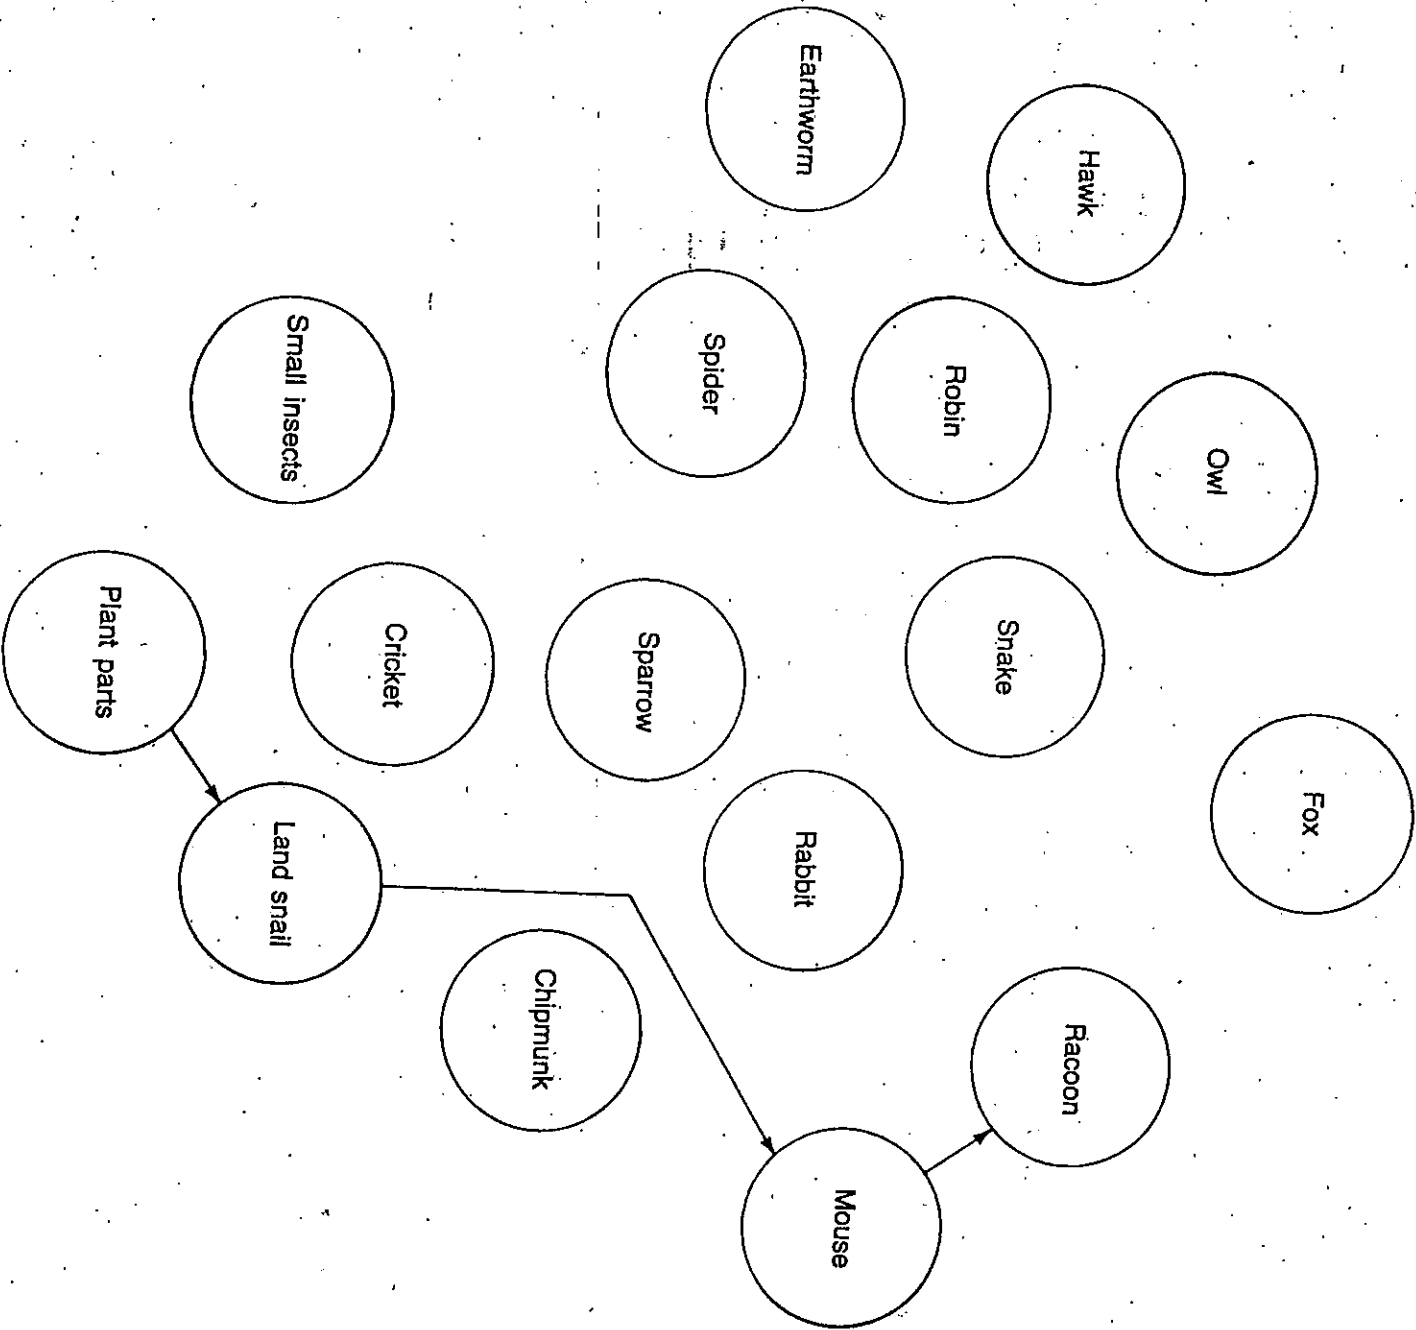 Fox
Owl
Hawk
Racoon
Snake
Robin
Mouse
Rabbit
Earthworm
Spider
Sparrow
Chipmunk
Cricket
Small insects
Land snail
Plant parts